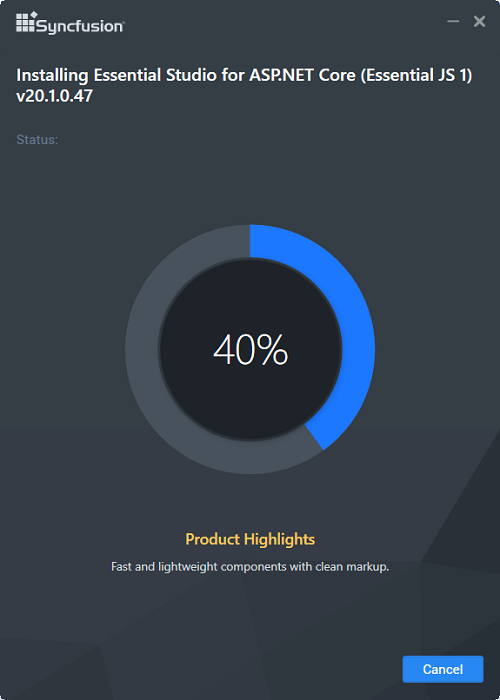 Syncfusion®
Installing Essential Studio for ASP.NET Core (Essential JS 1)
v20.1.0.47
Status:
40%
Product Highlights
Fast and lightweight components with clean markup.
Cancel